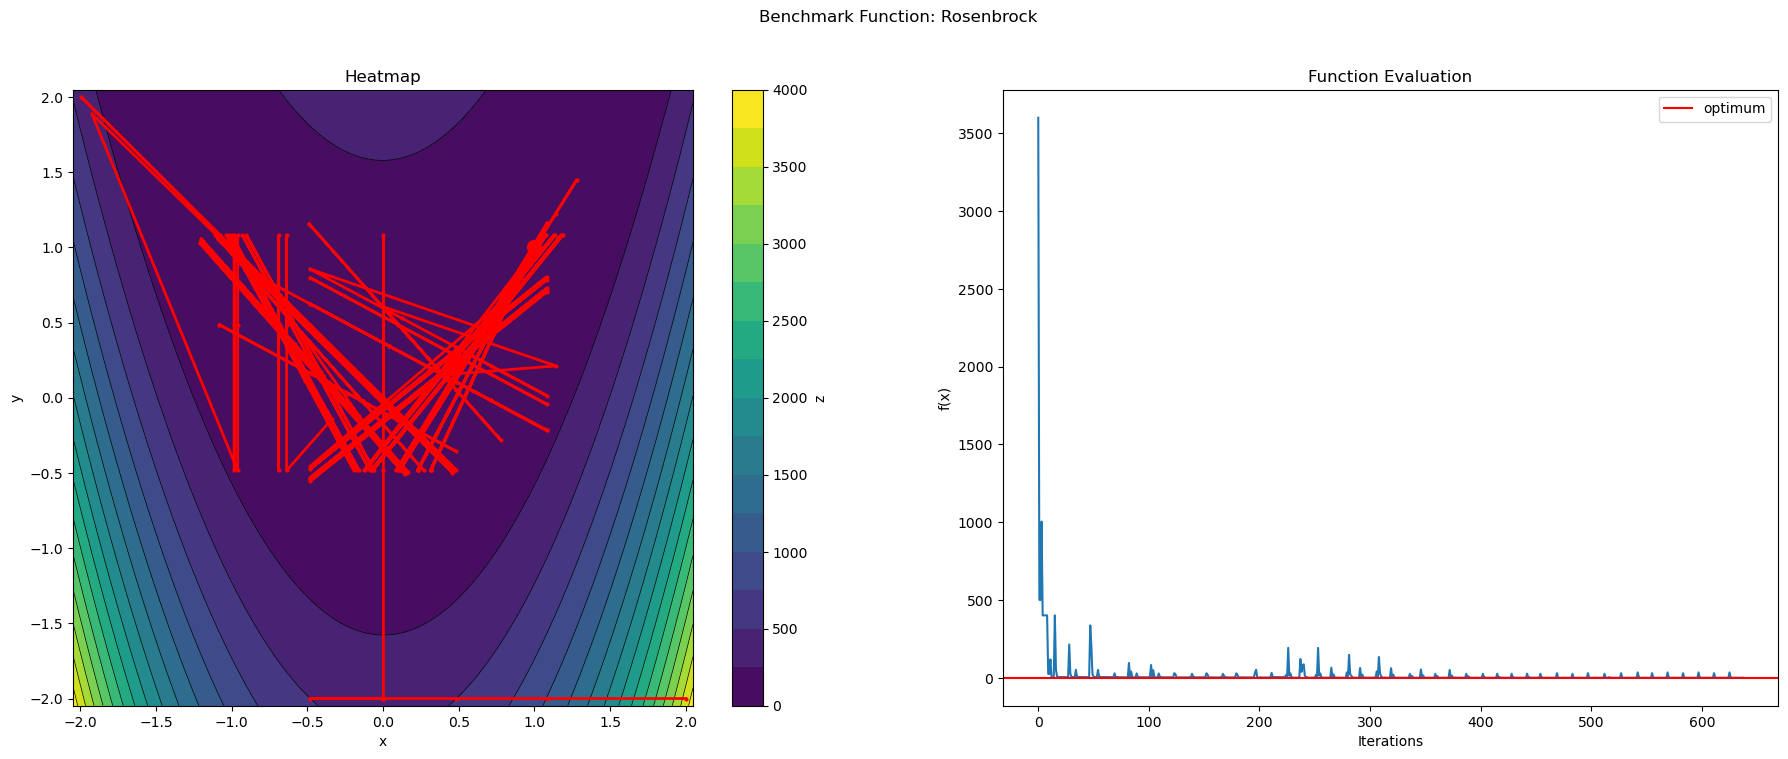 Benchmark Function: Rosenbrock
Heatmap
2.0
1.5
1.0
0.5
0.0
−0.5
−1.0
−1.5
−2.0
y
−2.0 −1.5 −1.0 −0.5 0.0 0.5 1.0 1.5 2.0
x
4000
3500
3000
2500
2000
1500
1000
500
0
z
Function Evaluation
optimum
3500
3000
2500
2000
1500
1000
500
0
f(x)
0 100 200 300 400 500 600
Iterations